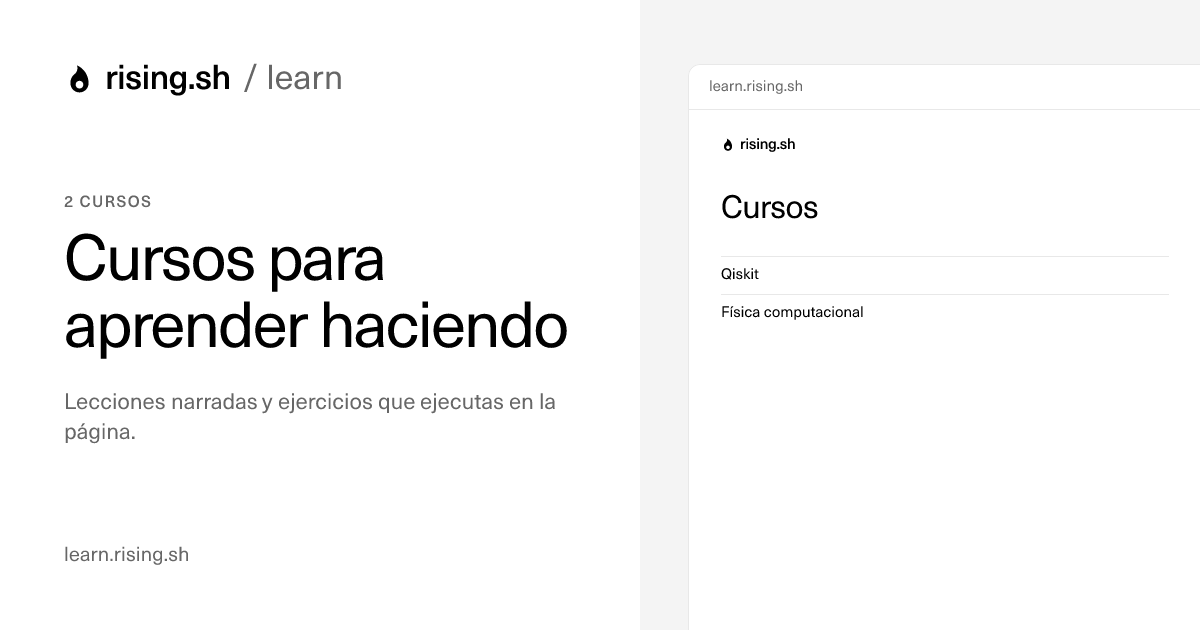 rising.sh / learn
2 CURSOS
Cursos para
aprender haciendo
Lecciones narradas y ejercicios que ejecutas en la
página.
learn.rising.sh
learn.rising.sh
rising.sh
Cursos
Qiskit
Física computacional